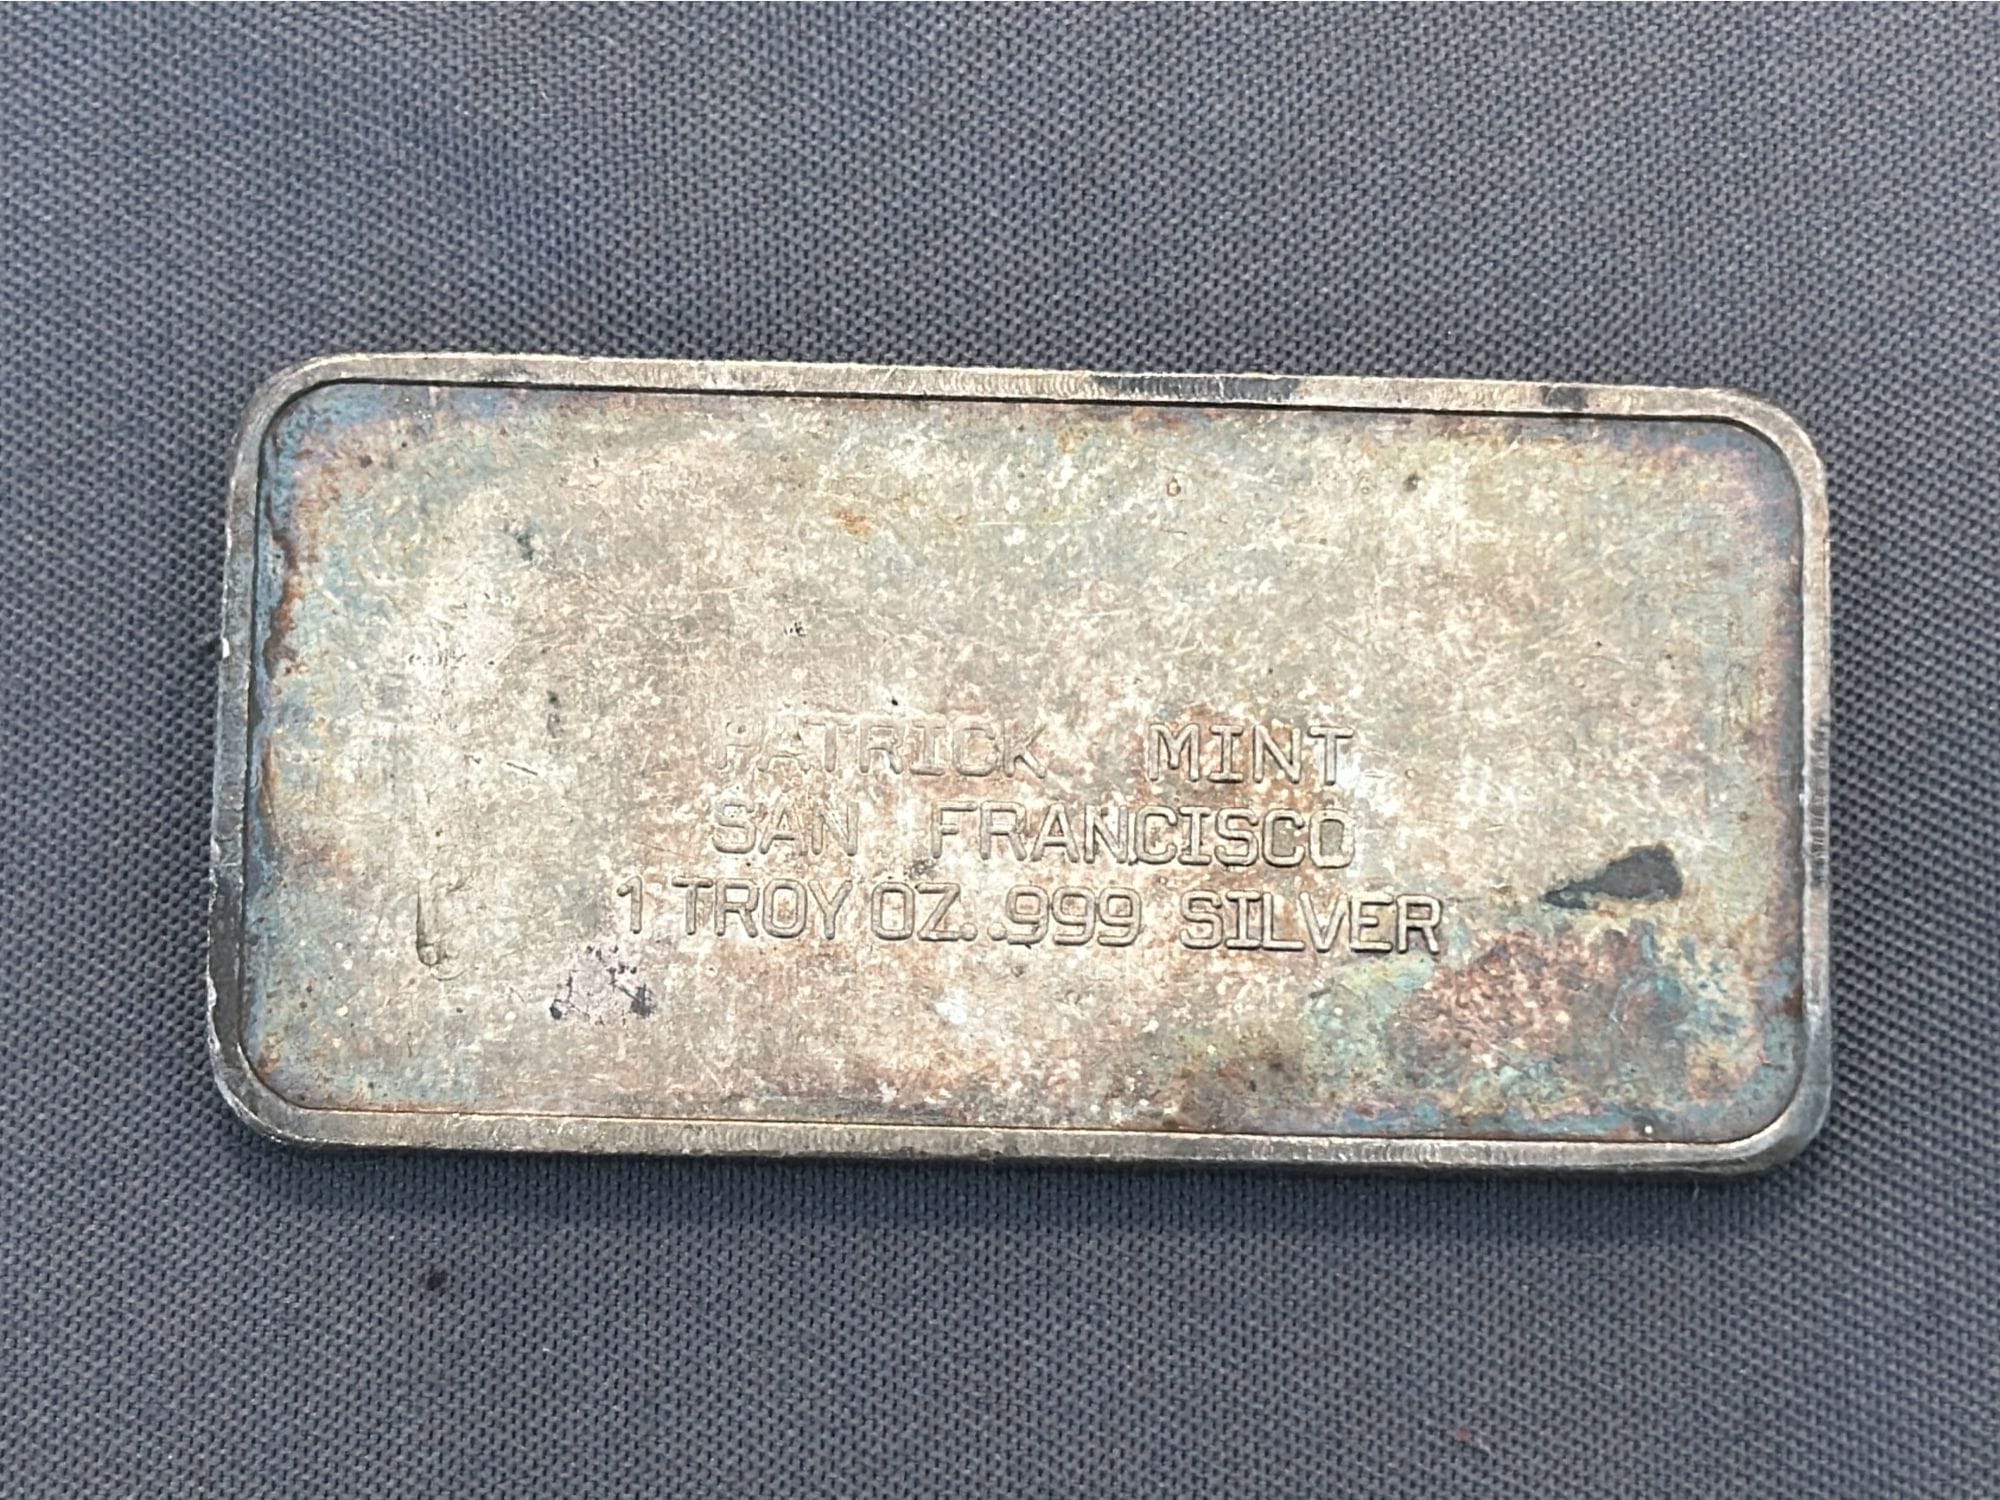 PATRICK MINT
SAN FRANCISCO
1 TROY OZ. .999 SILVER